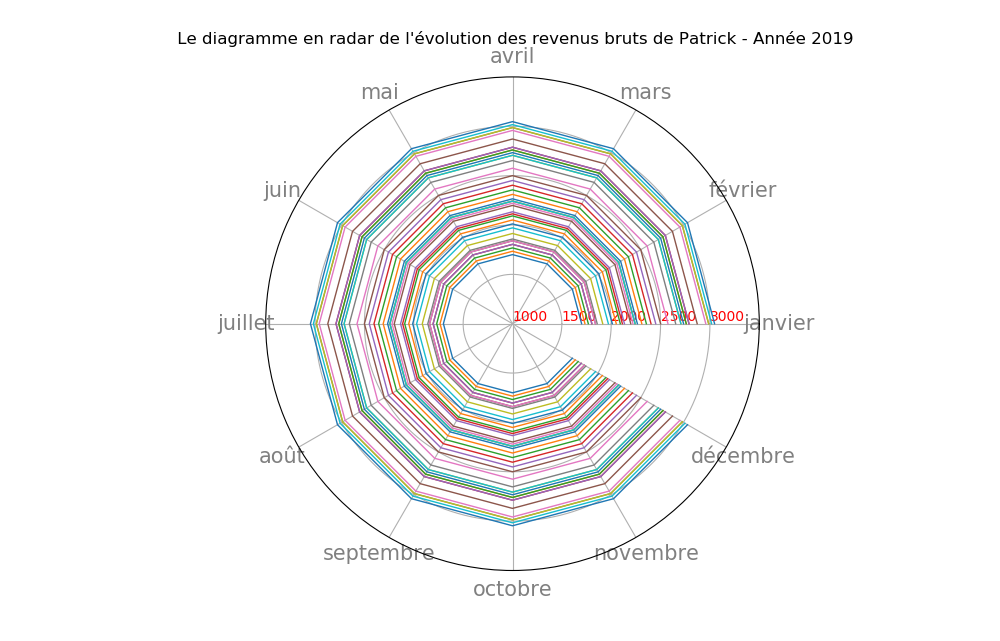 Le diagramme en radar de l'évolution des revenus bruts de Patrick - Année 2019
avril
mai
mars
juin
février
juillet
1000 1500 2000 2500 3000
janvier
août
décembre
septembre
novembre
octobre